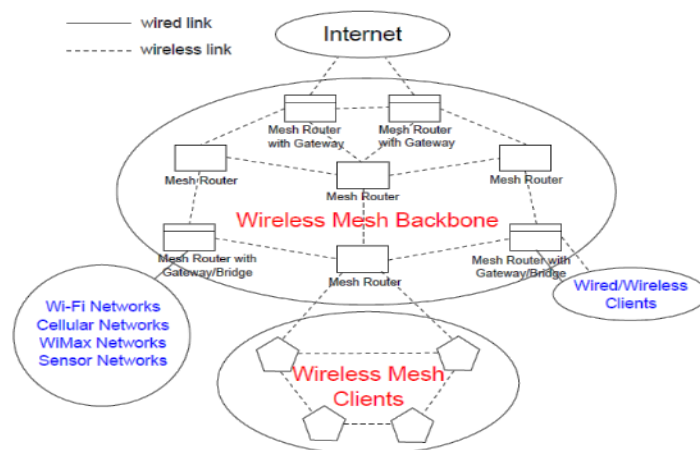 wired link
wireless link
Internet
Mesh Router
with Gateway
Mesh Router
with Gateway
Mesh Router
Mesh Router
Mesh Router
Wireless Mesh Backbone
Mesh Router with
Gateway/Bridge
Mesh Router
Mesh Router with
Gateway/Bridge
Wi-Fi Networks
Cellular Networks
WiMax Networks
Sensor Networks
Wired/Wireless
Clients
Wireless Mesh
Clients